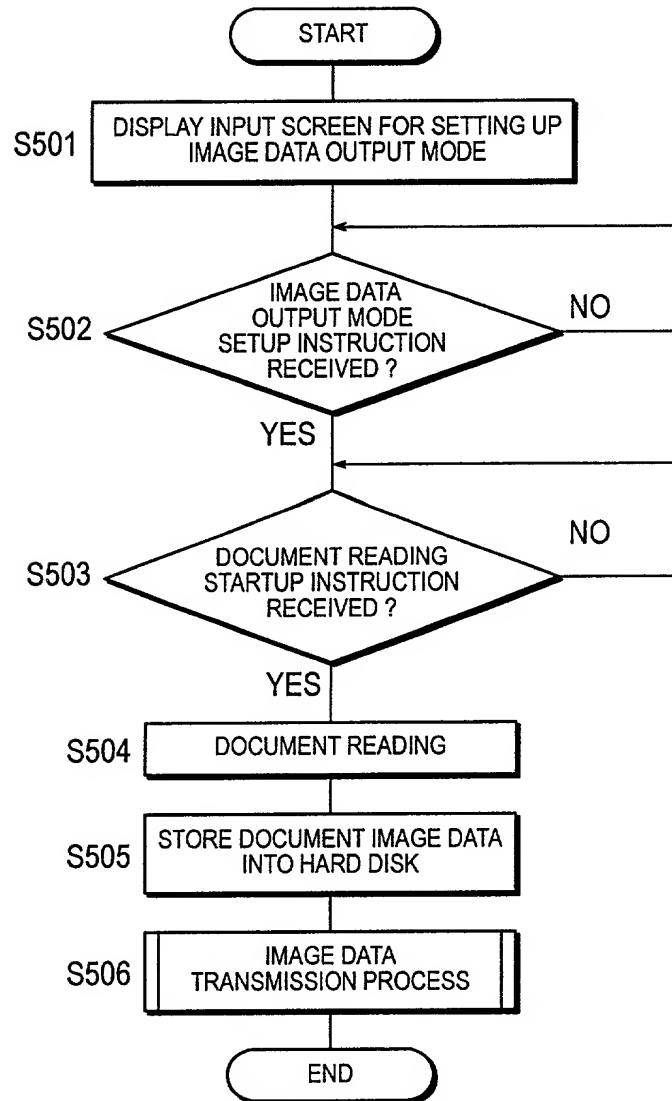 START
S501
DISPLAY INPUT SCREEN FOR SETTING UP
IMAGE DATA OUTPUT MODE
S502
IMAGE DATA
OUTPUT MODE
SETUP INSTRUCTION
RECEIVED ?
NO
YES
S503
DOCUMENT READING
STARTUP INSTRUCTION
RECEIVED ?
NO
YES
S504
DOCUMENT READING
S505
STORE DOCUMENT IMAGE DATA
INTO HARD DISK
S506
IMAGE DATA
TRANSMISSION PROCESS
END